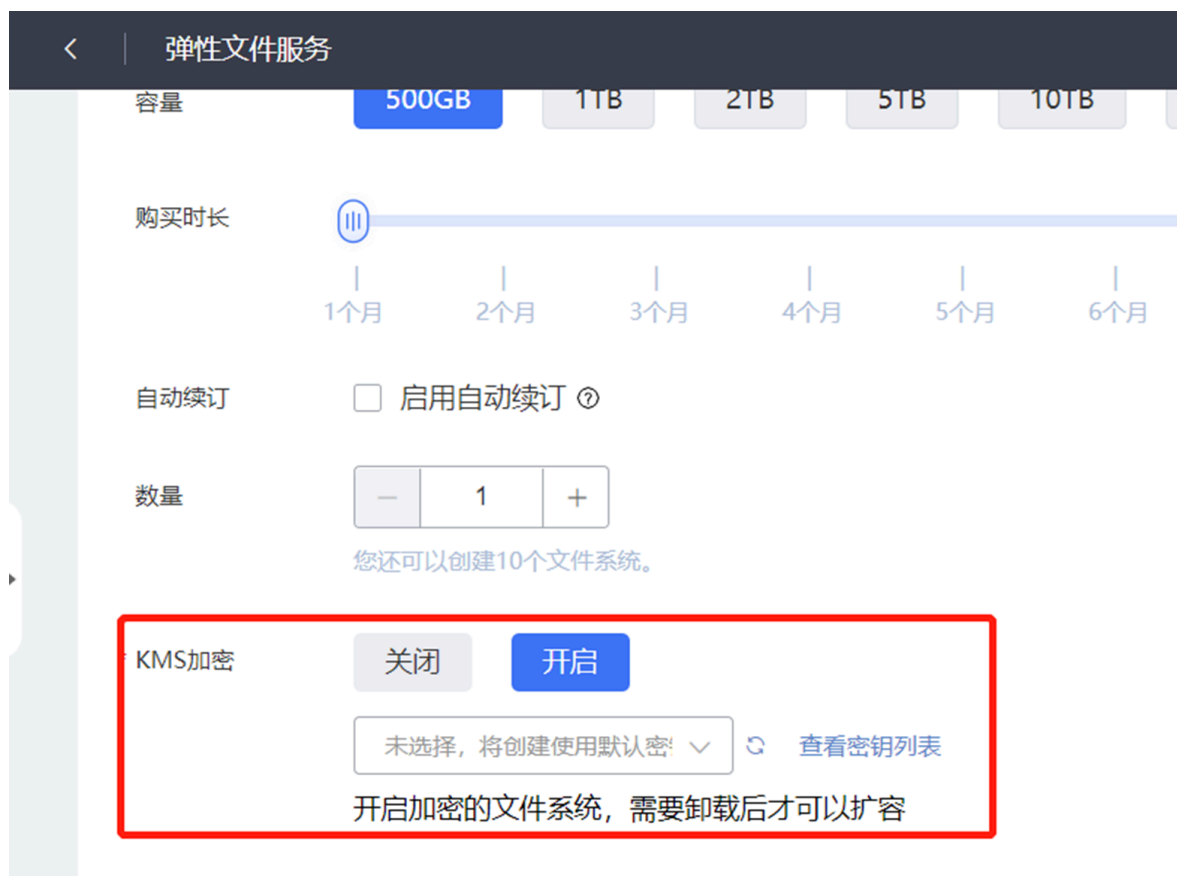 弹性文件服务
容量 500GB 1TB 2TB 5TB 10TB
购买时长
1个月 2个月 3个月 4个月 5个月 6个月
自动续订 启用自动续订
数量 1
您还可以创建10个文件系统。
KMS加密 关闭 开启
未选择，将创建使用默认密 查看密钥列表
开启加密的文件系统，需要卸载后才可以扩容